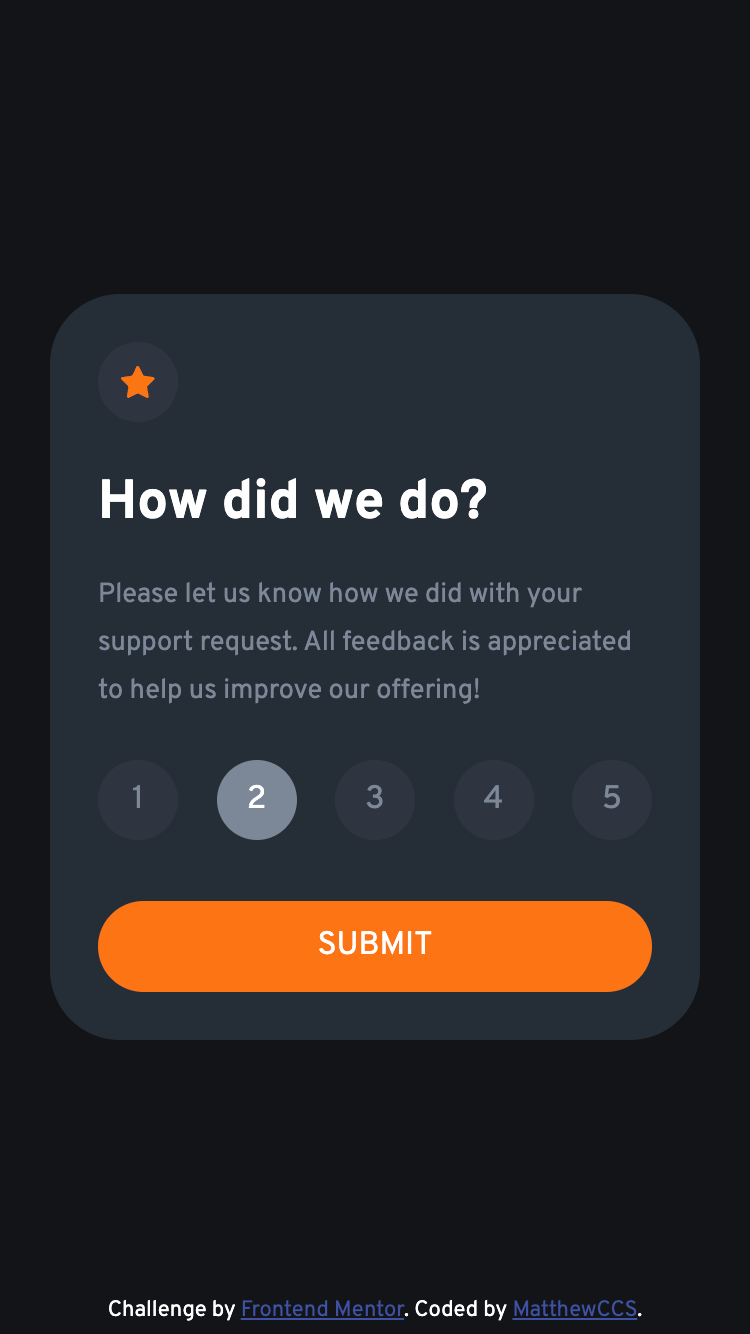 How did we do?
Please let us know how we did with your
support request. All feedback is appreciated
to help us improve our offering!
1 2 3 4 5
SUBMIT
Challenge by Frontend Mentor. Coded by MatthewCCS.